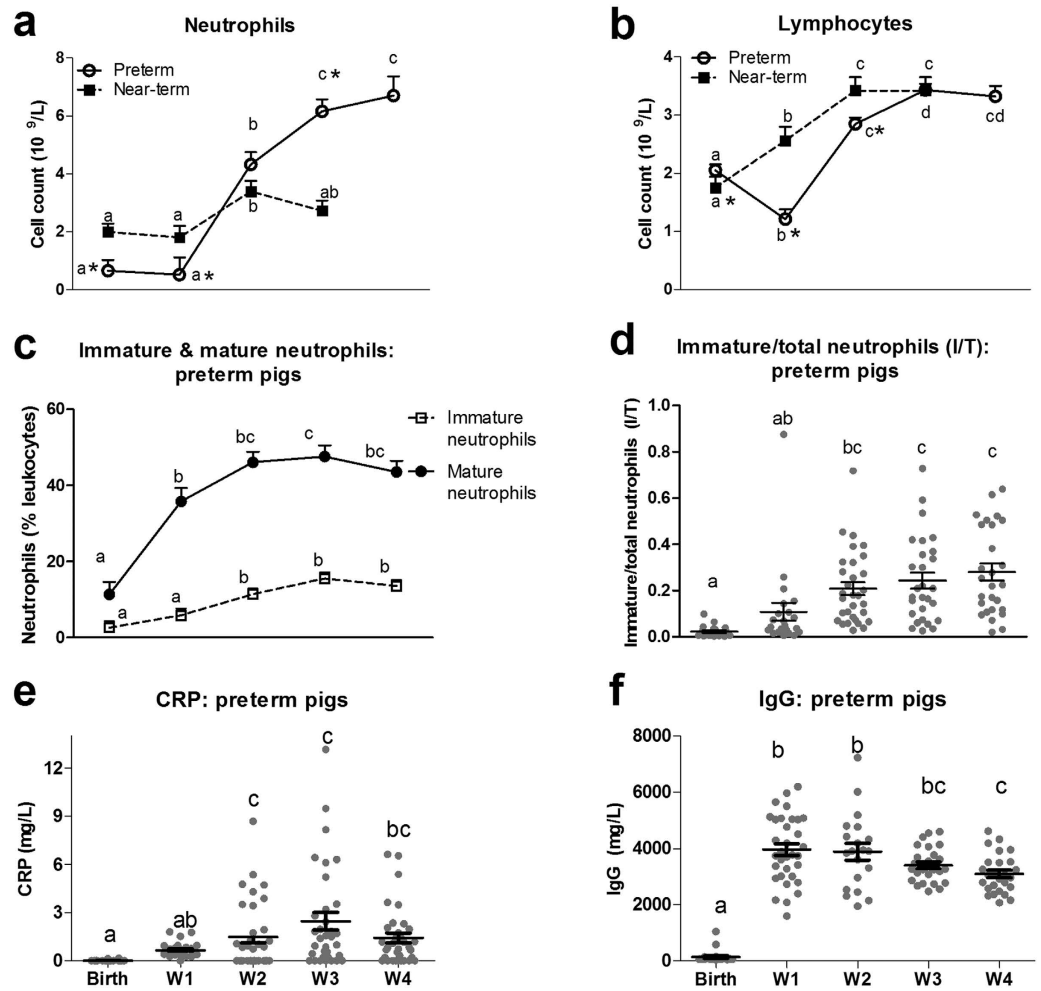 a
Neutrophils
Preterm
Near-term
Cell count (10 9/L)
8
6
4
2
0
a
a
b
c *
c
a *
a *
b
ab
b
Lymphocytes
Preterm
Near-term
Cell count (10 9/L)
4
3
2
1
0
a
b
c
c
a *
b *
c*
d
cd
c
Immature & mature neutrophils:
preterm pigs
Neutrophils (% leukocytes)
60
40
20
0
Immature
neutrophils
Mature
neutrophils
a
b
bc
c
bc
a
a
b
b
b
d
Immature/total neutrophils (I/T):
preterm pigs
Immature/total neutrophils (I/T)
1.0
0.8
0.6
0.4
0.2
0.0
a
ab
bc
c
c
e
CRP: preterm pigs
CRP (mg/L)
12
9
6
3
0
a
ab
c
c
bc
Birth W1 W2 W3 W4
f
IgG: preterm pigs
IgG (mg/L)
8000
6000
4000
2000
0
a
b
b
bc
c
Birth W1 W2 W3 W4